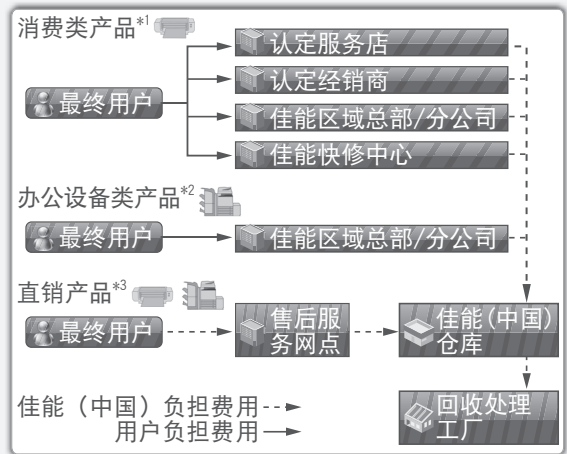 消费类产品*1
认定服务店
认定经销商
最终用户
佳能区域总部/分公司
佳能快修中心
办公设备类产品*2
最终用户
佳能区域总部/分公司
直销产品*3
最终用户
售后服
务网点
佳能(中国)
仓库
佳能（中国）负担费用
用户负担费用
回收处理
工厂